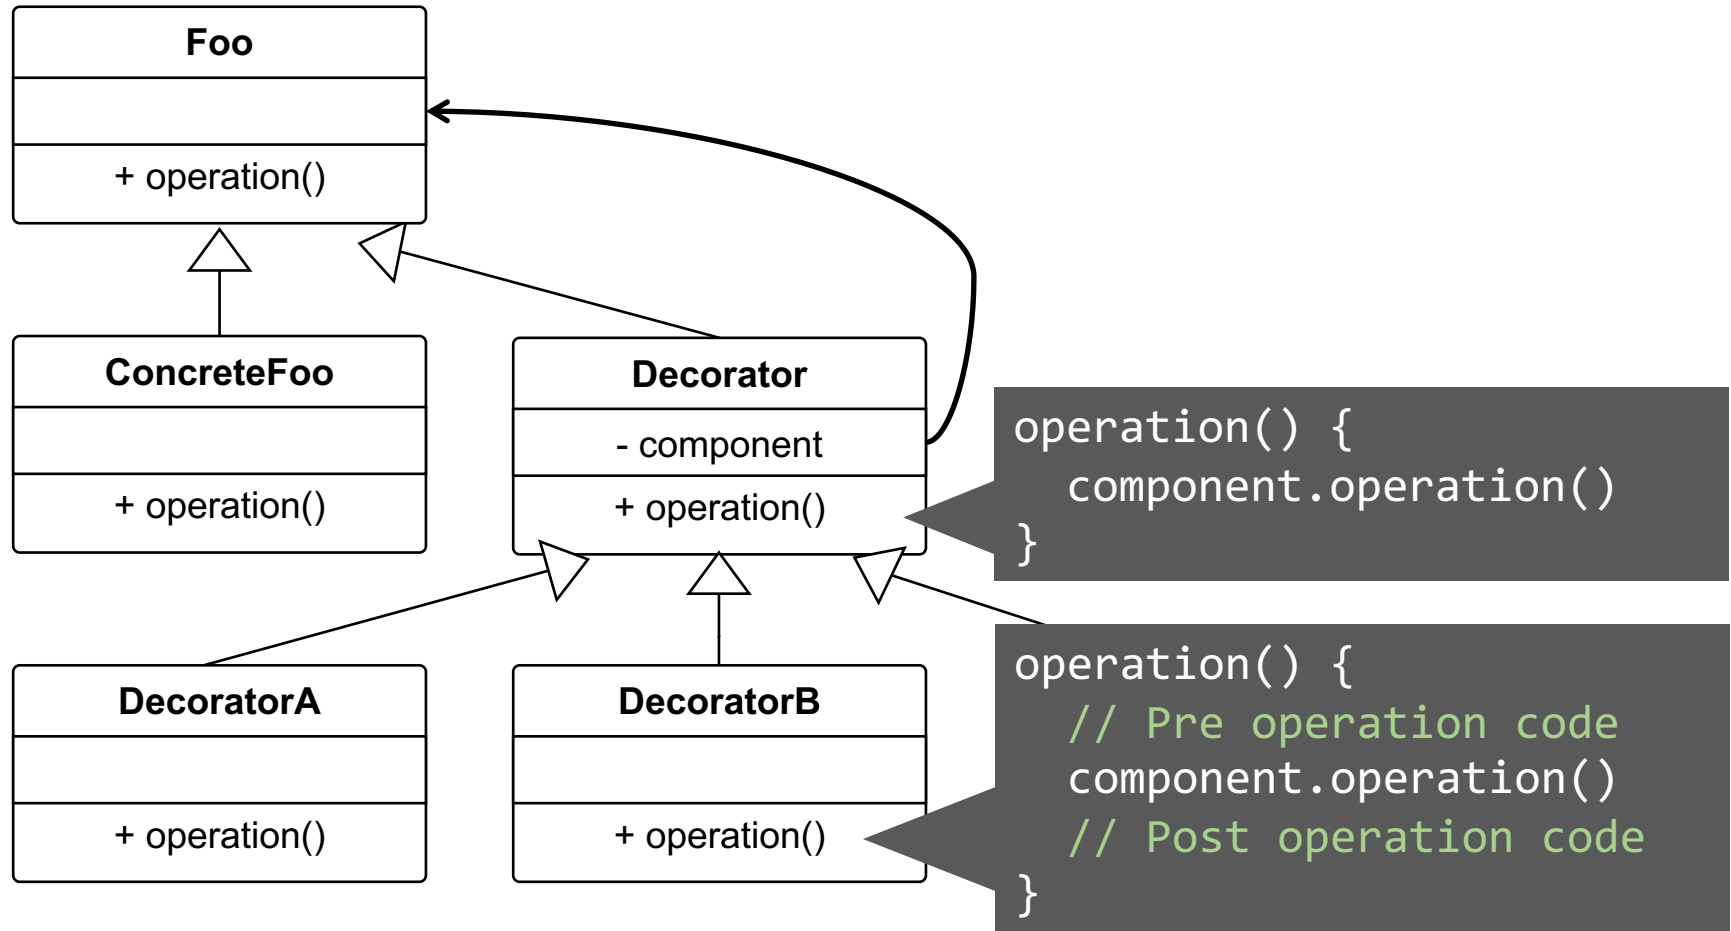 Foo
+ operation()
ConcreteFoo
+ operation()
Decorator
- component
+ operation()
operation() {
  component.operation()
}
DecoratorA
+ operation()
DecoratorB
+ operation()
operation() {
  // Pre operation code
  component.operation()
  // Post operation code
}